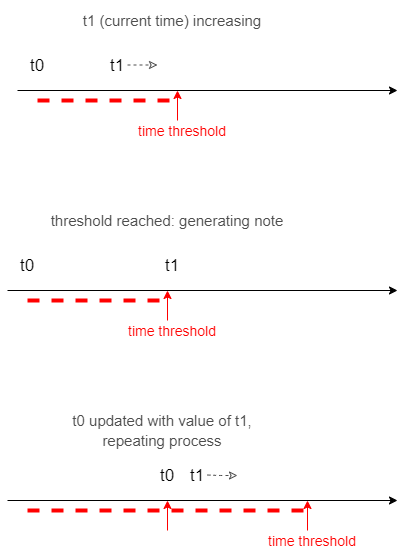 t1 (current time) increasing
t0 t1
time threshold
threshold reached: generating note
t0 t1
time threshold
t0 updated with value of t1,
repeating process
t0 t1
time threshold